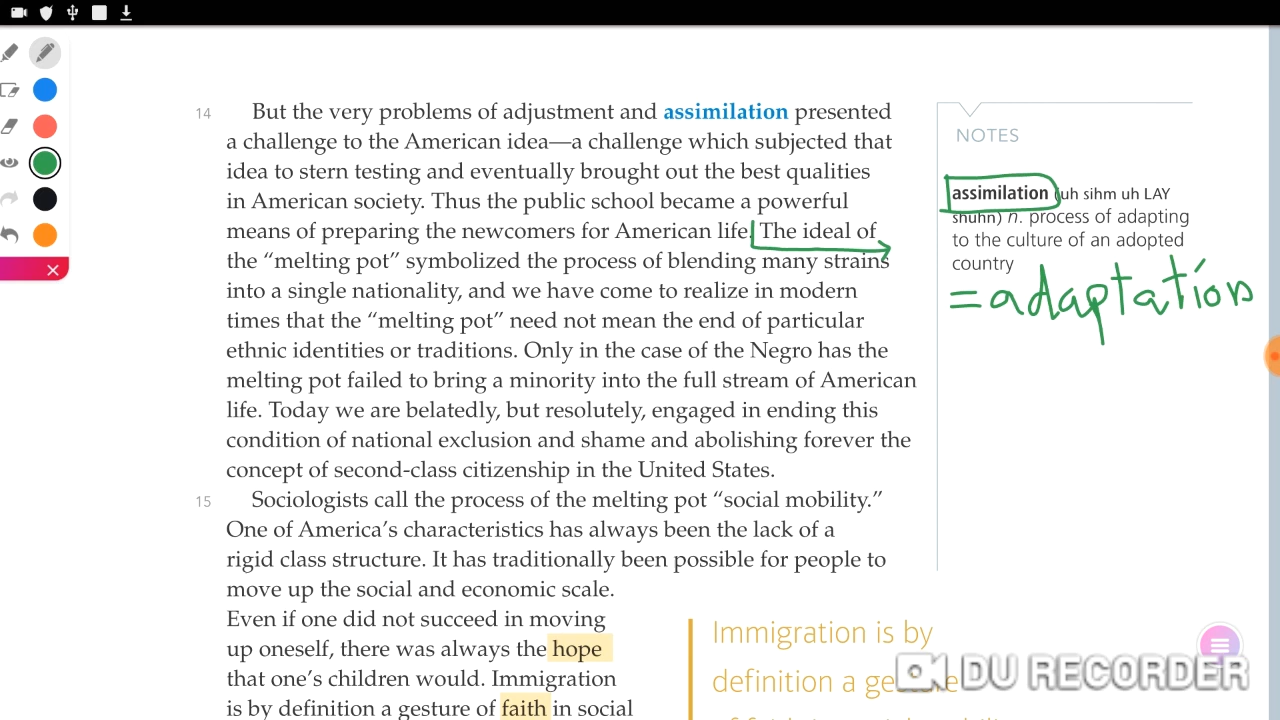 14 But the very problems of adjustment and assimilation presented
a challenge to the American idea—a challenge which subjected that
idea to stern testing and eventually brought out the best qualities
in American society. Thus the public school became a powerful
means of preparing the newcomers for American life. The ideal of
the “melting pot” symbolized the process of blending many strains
into a single nationality, and we have come to realize in modern
times that the “melting pot” need not mean the end of particular
ethnic identities or traditions. Only in the case of the Negro has the
melting pot failed to bring a minority into the full stream of American
life. Today we are belatedly, but resolutely, engaged in ending this
condition of national exclusion and shame and abolishing forever the
concept of second-class citizenship in the United States.
15 Sociologists call the process of the melting pot “social mobility.”
One of America’s characteristics has always been the lack of a
rigid class structure. It has traditionally been possible for people to
move up the social and economic scale.
Even if one did not succeed in moving
up oneself, there was always the hope
that one’s children would. Immigration
is by definition a gesture of faith in social
NOTES
assimilation (uh sihm uh LAY
shuhn) n. process of adapting
to the culture of an adopted
country
=adaptation
Immigration is by
definition a gesture
DU RECORDER